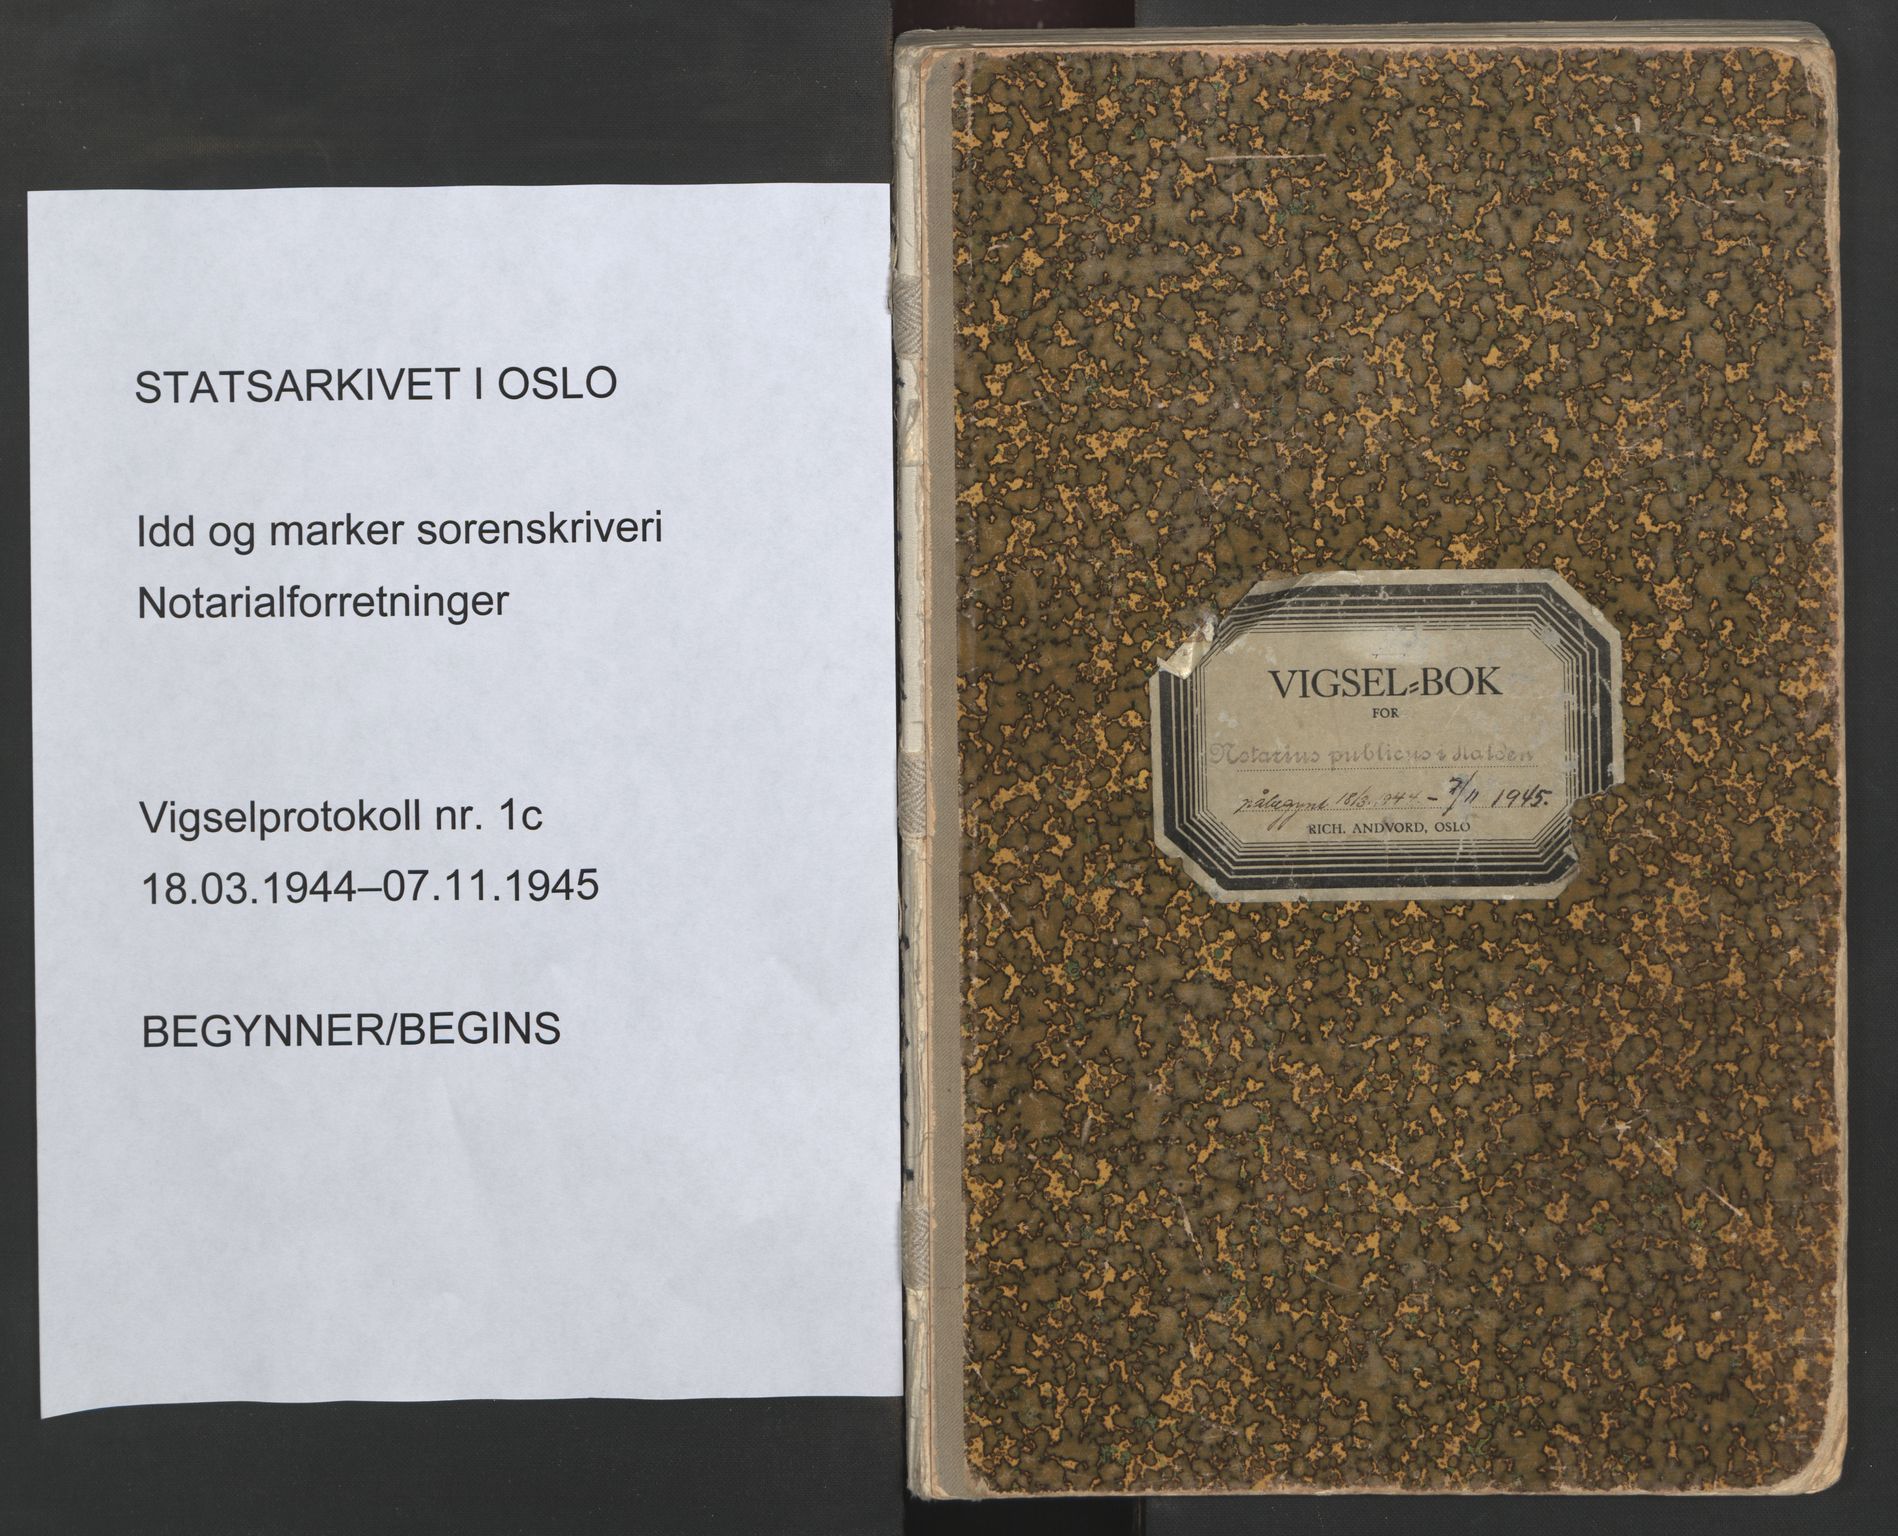 STATSARKIVET I OSLO
Idd og marker sorenskriveri
Notarialforretninger
Vigselprotokoll nr. 1c
18.03.1944–07.11.1945
BEGYNNER/BEGINS
VIGSEL=BOK
FOR
Notarius publicus i Halden
påbegynt 18/3.1944 - 7/11 1945.
RICH. ANDVORD, OSLO